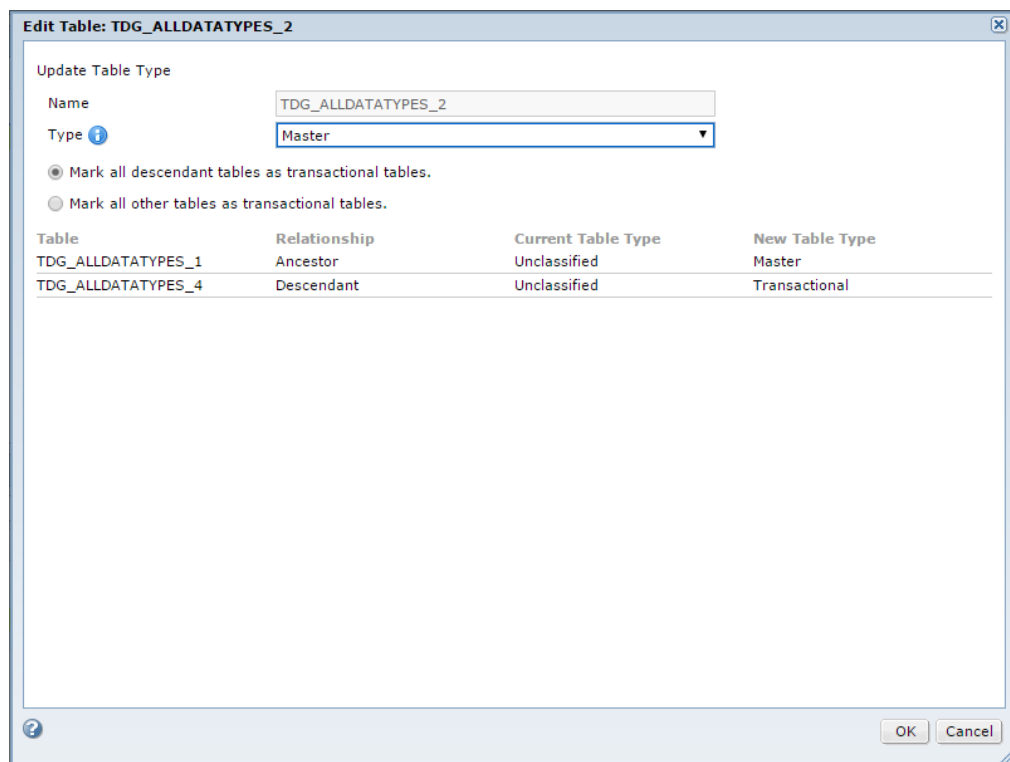 Edit Table: TDG_ALLDATATYPES_2
Update Table Type
Name TDG_ALLDATATYPES_2
Type Master
Mark all descendant tables as transactional tables.
Mark all other tables as transactional tables.
Table Relationship Current Table Type New Table Type
TDG_ALLDATATYPES_1 Ancestor Unclassified Master
TDG_ALLDATATYPES_4 Descendant Unclassified Transactional
OK Cancel